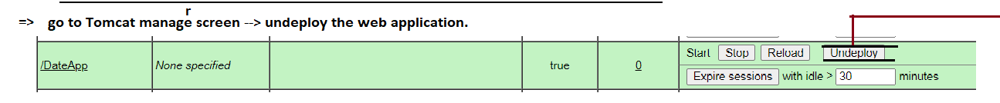 r
=> go to Tomcat manage screen --> undeploy the web application.
/DateApp None specified true 0 Start Stop Reload Undeploy
Expire sessions with idle > 30 minutes